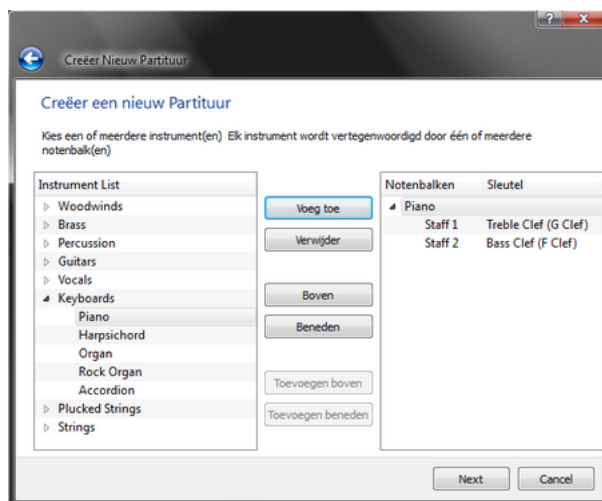 Creëer Nieuw Partituur
Creëer een nieuw Partituur
Kies een of meerdere instrument(en) Elk instrument wordt vertegenwoordigd door één of meerdere
notenbalk(en)
Instrument List
Woodwinds
Brass
Percussion
Guitars
Vocals
Keyboards
Piano
Harpsichord
Organ
Rock Organ
Accordion
Plucked Strings
Strings
Voeg toe
Verwijder
Boven
Beneden
Toevoegen boven
Toevoegen beneden
Notenbalken Sleutel
Piano
Staff 1 Treble Clef (G Clef)
Staff 2 Bass Clef (F Clef)
Next Cancel